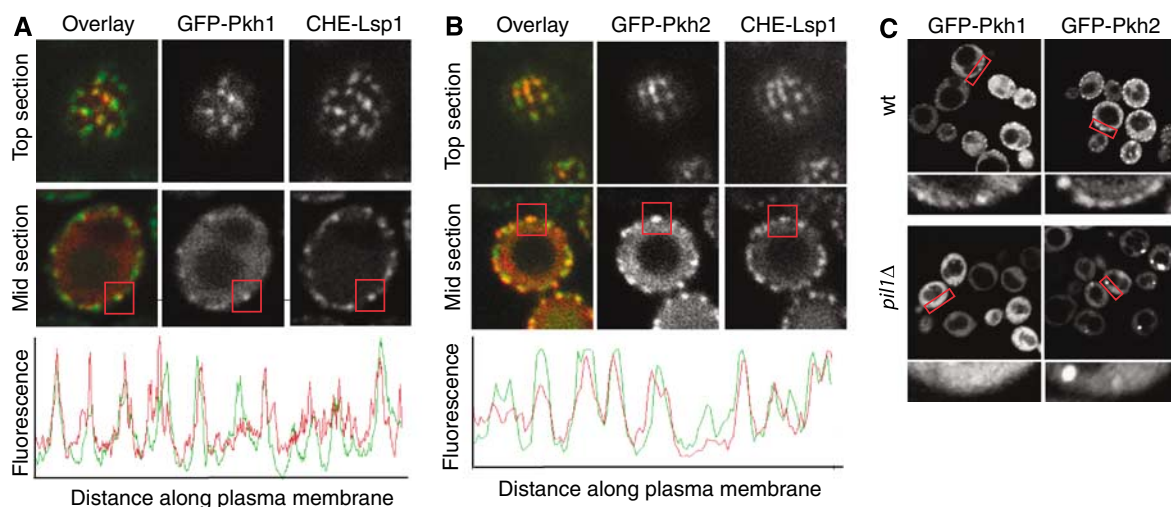 A
Overlay GFP-Pkh1 CHE-Lsp1
Top section
Mid section
Fluorescence
Distance along plasma membrane
B
Overlay GFP-Pkh2 CHE-Lsp1
Top section
Mid section
Fluorescence
Distance along plasma membrane
C
GFP-Pkh1 GFP-Pkh2
wt
pil1Δ